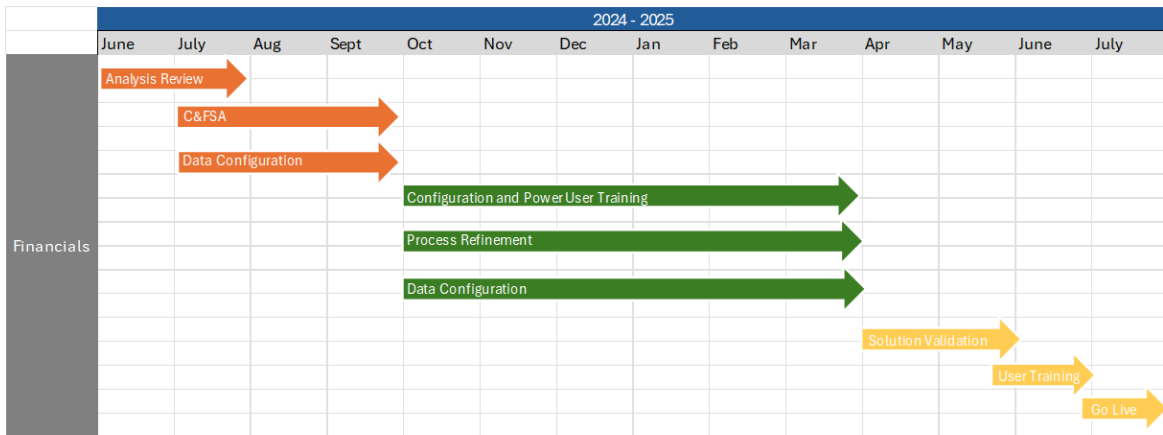 2024 - 2025
June July Aug Sept Oct Nov Dec Jan Feb Mar Apr May June July
Analysis Review
C&FSA
Data Configuration
Configuration and Power User Training
Financials
Process Refinement
Data Configuration
Solution Validation
User Training
Go Live